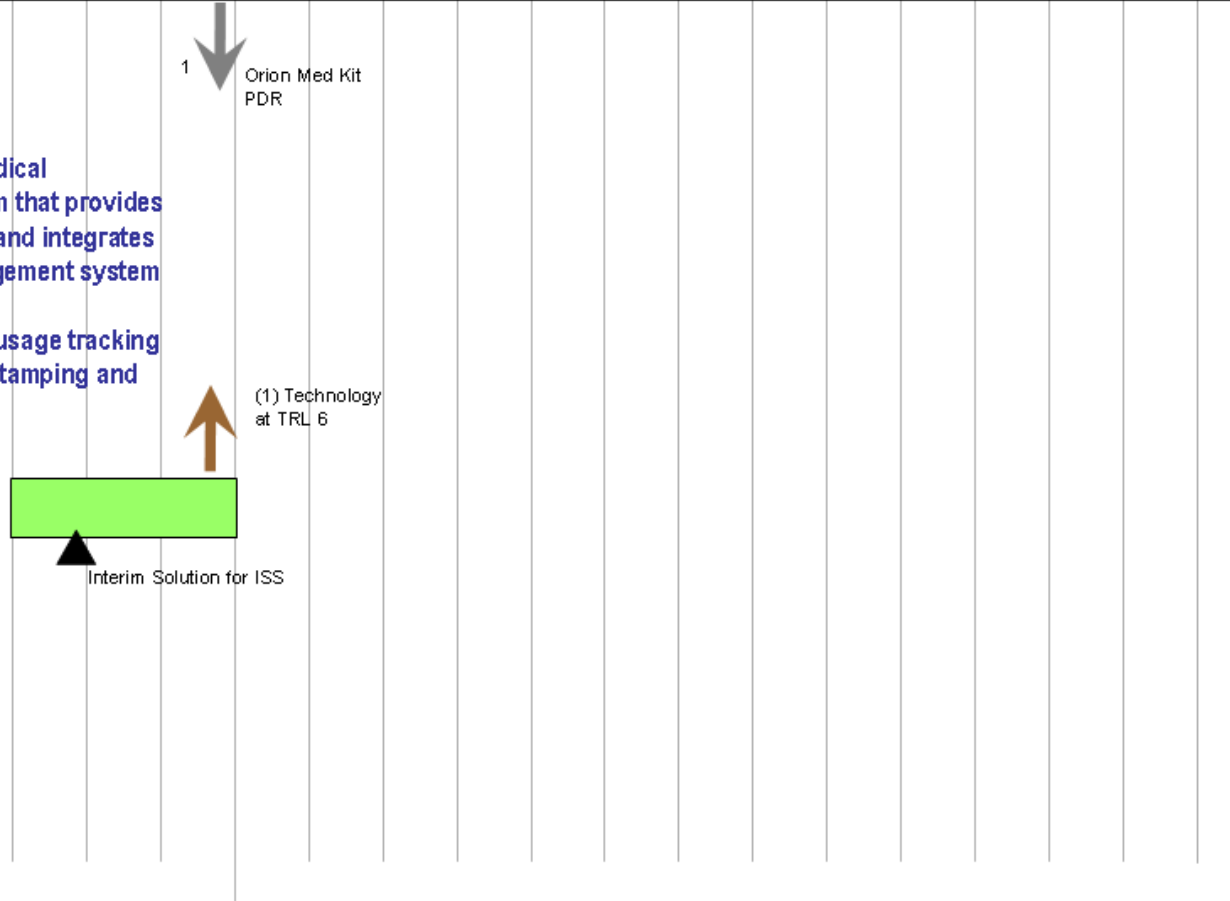 1
Orion Med Kit
PDR
dical
that provides
and integrates
gement system
usage tracking
tamping and
(1) Technology
at TRL 6
Interim Solution for ISS